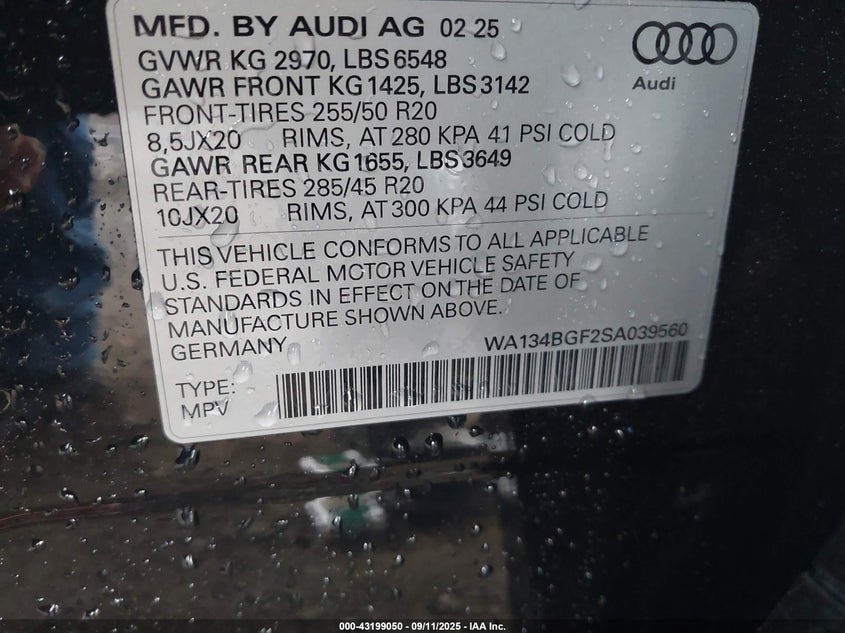 MFD. BY AUDI AG 02 25
GVWR KG 2970, LBS 6548
GAWR FRONT KG 1425, LBS 3142
FRONT-TIRES 255/50 R20
8,5JX20 RIMS, AT 280 KPA 41 PSI COLD
GAWR REAR KG 1655, LBS 3649
REAR-TIRES 285/45 R20
10JX20 RIMS, AT 300 KPA 44 PSI COLD
Audi
THIS VEHICLE CONFORMS TO ALL APPLICABLE
U.S. FEDERAL MOTOR VEHICLE SAFETY
STANDARDS IN EFFECT ON THE DATE OF
MANUFACTURE SHOWN ABOVE.
GERMANY WA134BGF2SA039560
TYPE:
MPV
000-43199050 - 09/11/2025 - IAA Inc.